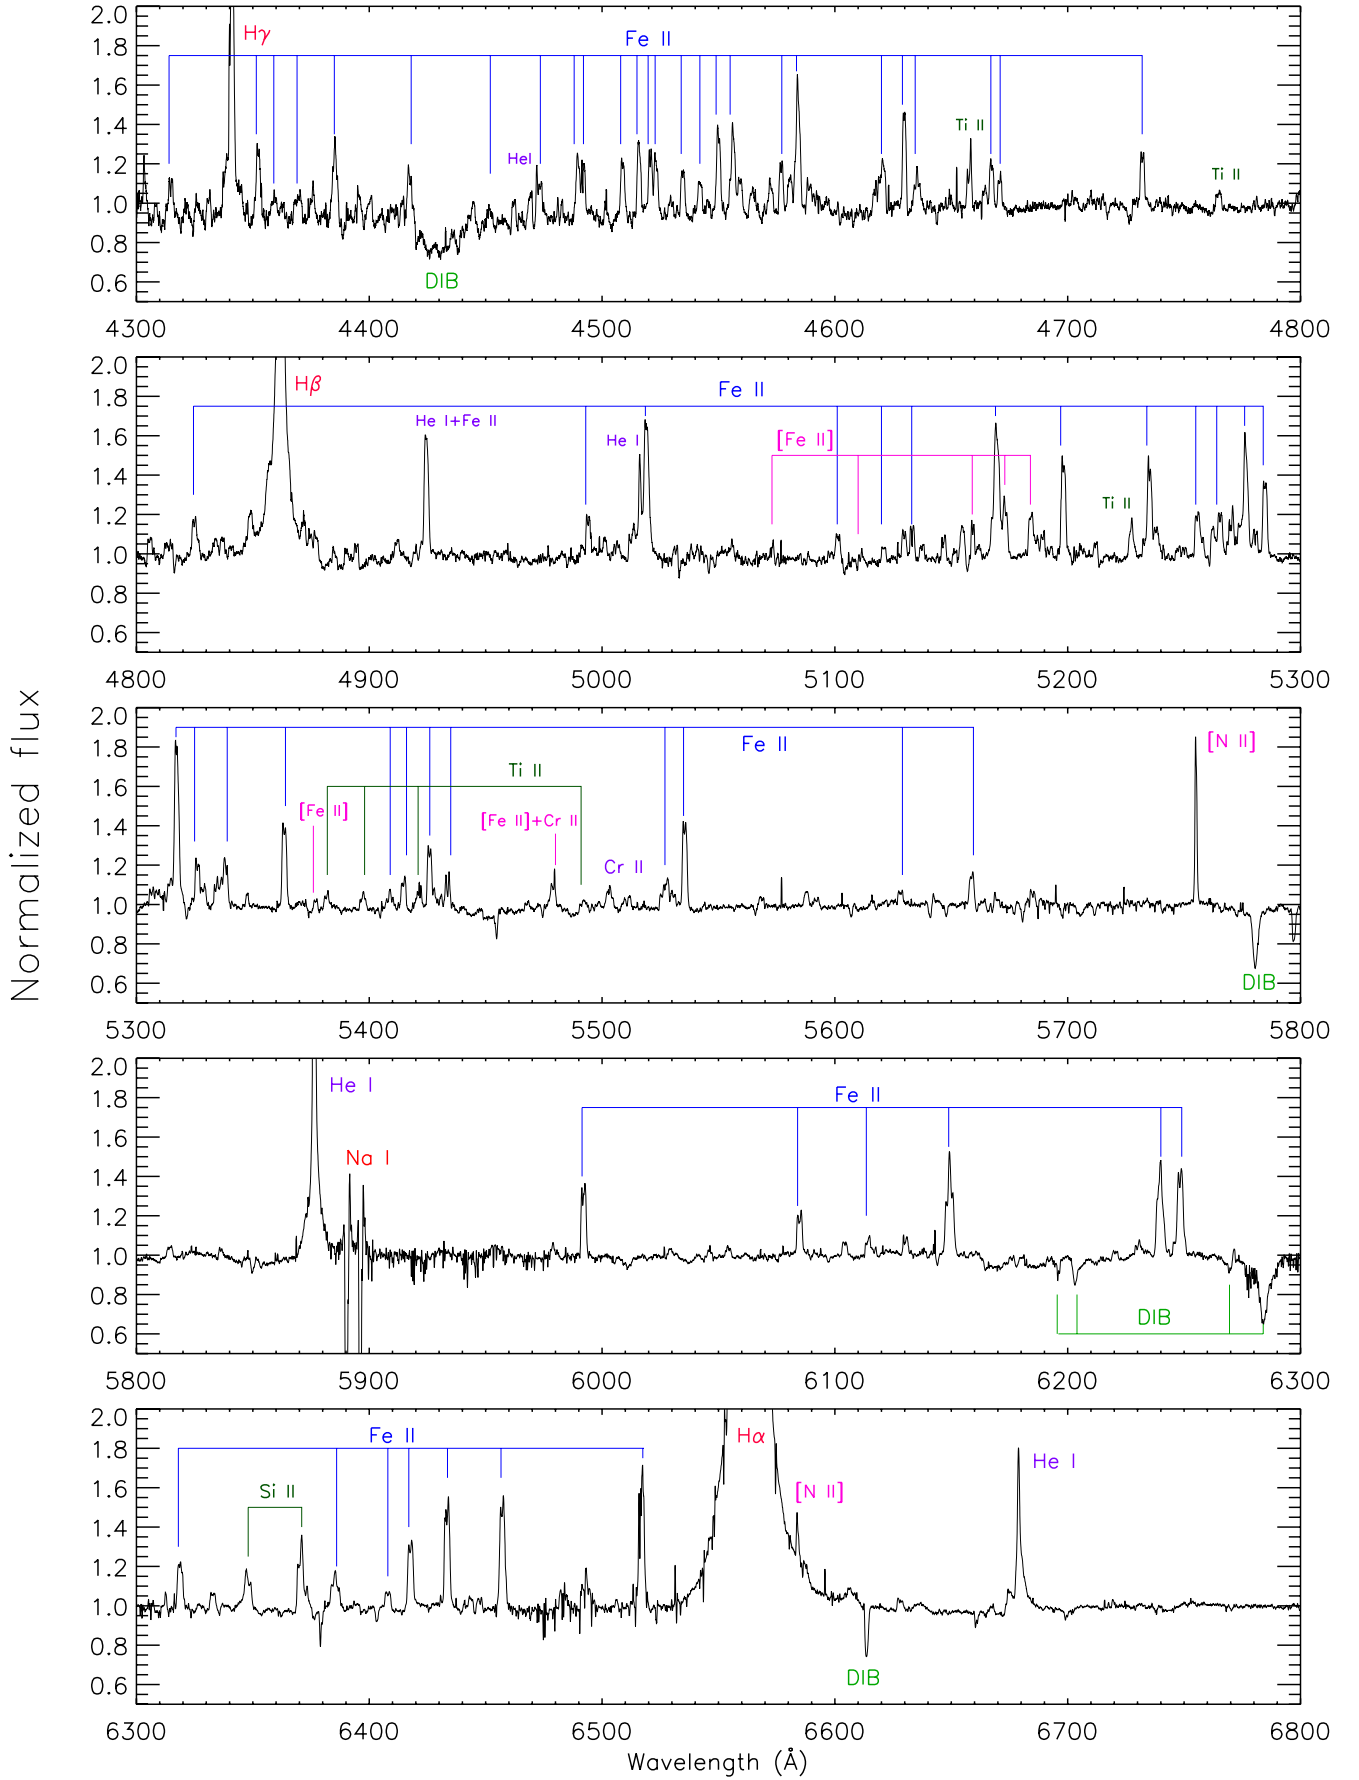 Normalized flux
2.0
1.8
1.6
1.4
1.2
1.0
0.8
0.6
Hγ
Fe II
HeI
Ti II
Ti II
DIB
4300 4400 4500 4600 4700 4800
2.0
1.8
1.6
1.4
1.2
1.0
0.8
0.6
Hβ
Fe II
He I+Fe II
He I
[Fe II]
Ti II
4800 4900 5000 5100 5200 5300
2.0
1.8
1.6
1.4
1.2
1.0
0.8
0.6
Fe II
[N II]
Ti II
[Fe II]
[Fe II]+Cr II
Cr II
DIB
5300 5400 5500 5600 5700 5800
2.0
1.8
1.6
1.4
1.2
1.0
0.8
0.6
He I
Fe II
Na I
DIB
5800 5900 6000 6100 6200 6300
2.0
1.8
1.6
1.4
1.2
1.0
0.8
0.6
Fe II
Hα
Si II
[N II]
He I
DIB
6300 6400 6500 6600 6700 6800
Wavelength (Å)